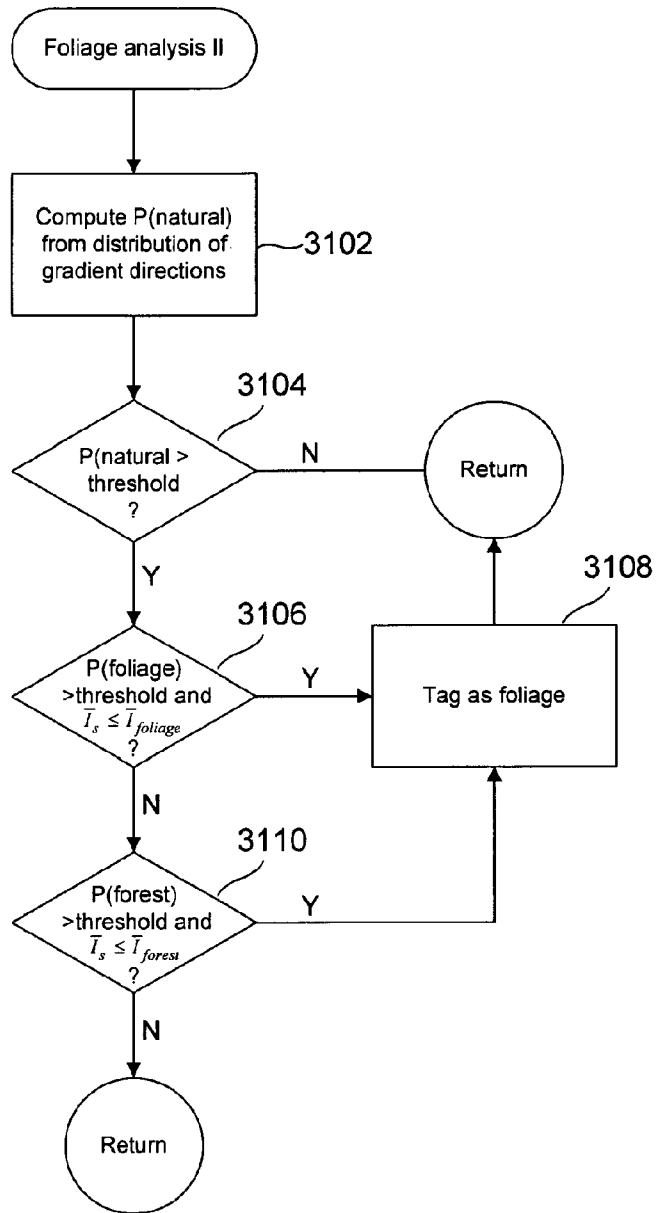 Foliage analysis II
Compute P(natural)
from distribution of
gradient directions
3102
3104
P(natural >
threshold
?
N
Return
Y
3106
3108
P(foliage)
>threshold and
Ī_s ≤ Ī_foliage
?
Y
Tag as foliage
N
3110
P(forest)
>threshold and
Ī_s ≤ Ī_forest
?
Y
N
Return